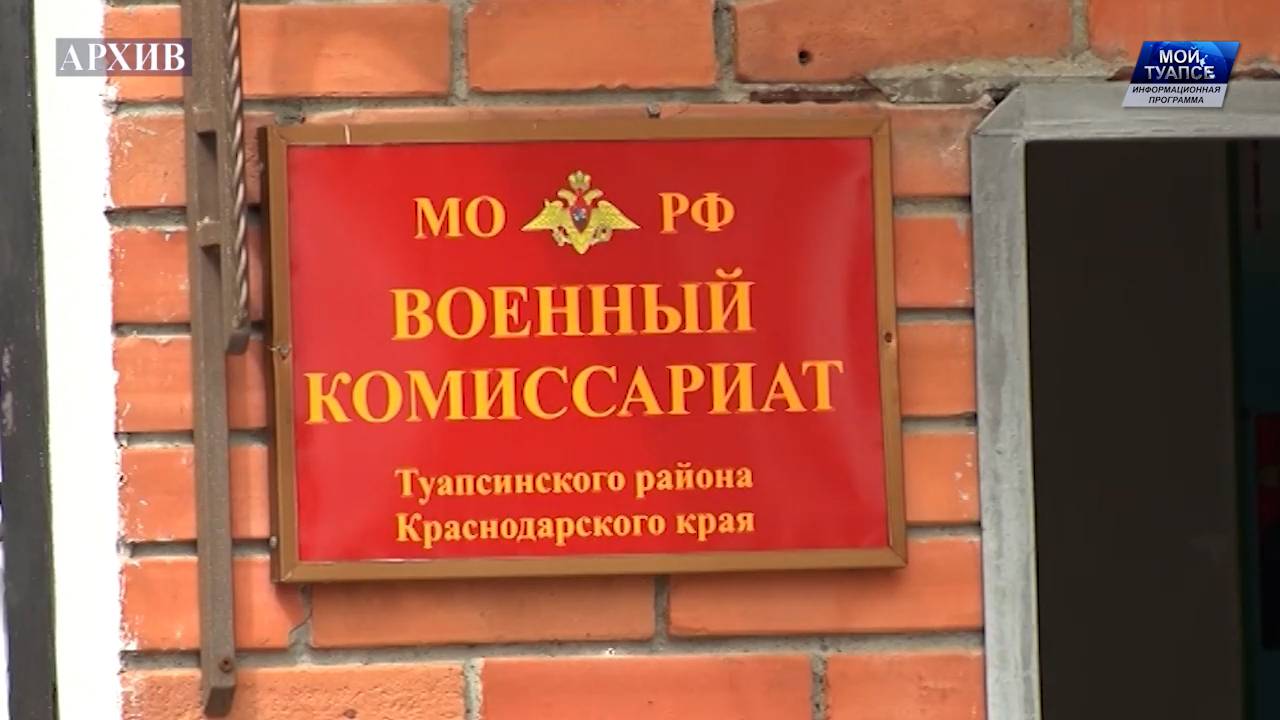 АРХИВ
МОЙ
ТУАПСЕ
ИНФОРМАЦИОННАЯ
ПРОГРАММА
МО РФ
ВОЕННЫЙ
КОМИССАРИАТ
Туапсинского района
Краснодарского края